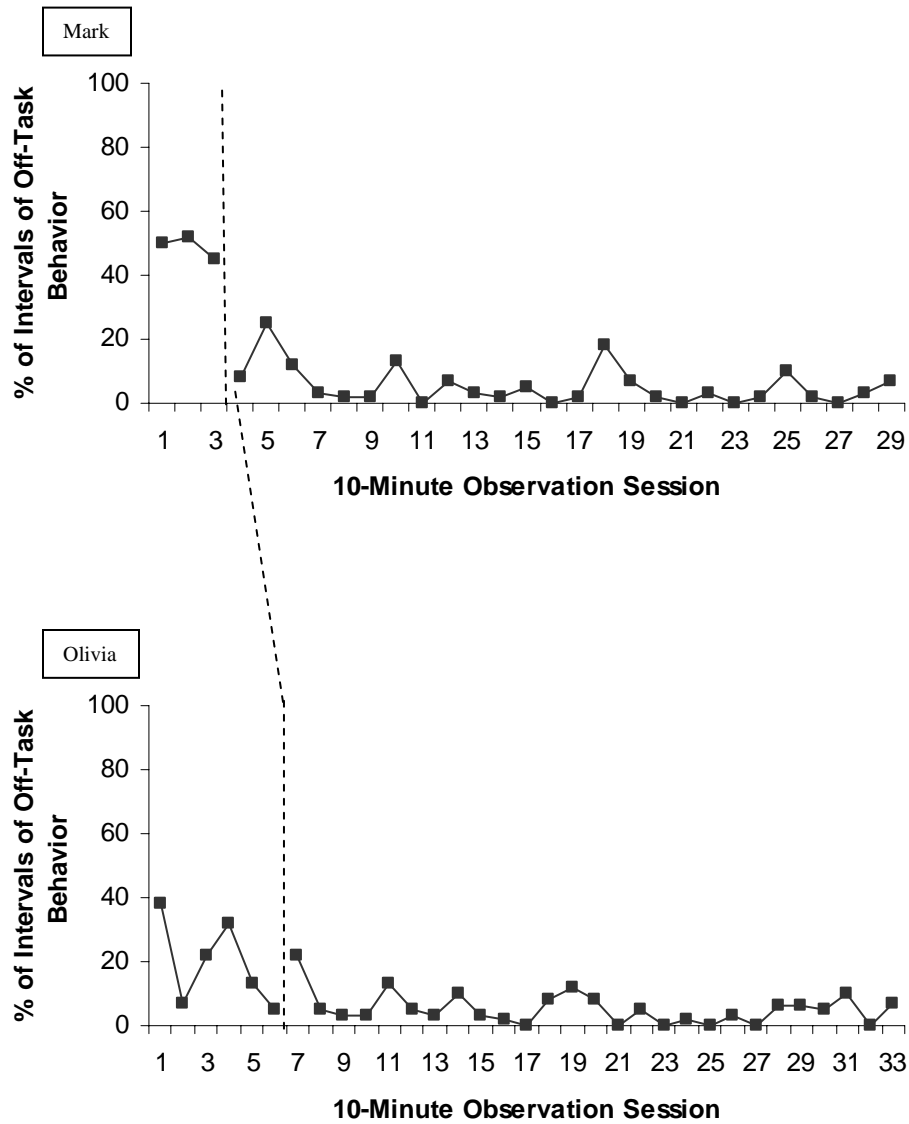 Mark
% of Intervals of Off-Task
Behavior
100
80
60
40
20
0
1 3 5 7 9 11 13 15 17 19 21 23 25 27 29
10-Minute Observation Session
Olivia
% of Intervals of Off-Task
Behavior
100
80
60
40
20
0
1 3 5 7 9 11 13 15 17 19 21 23 25 27 29 31 33
10-Minute Observation Session